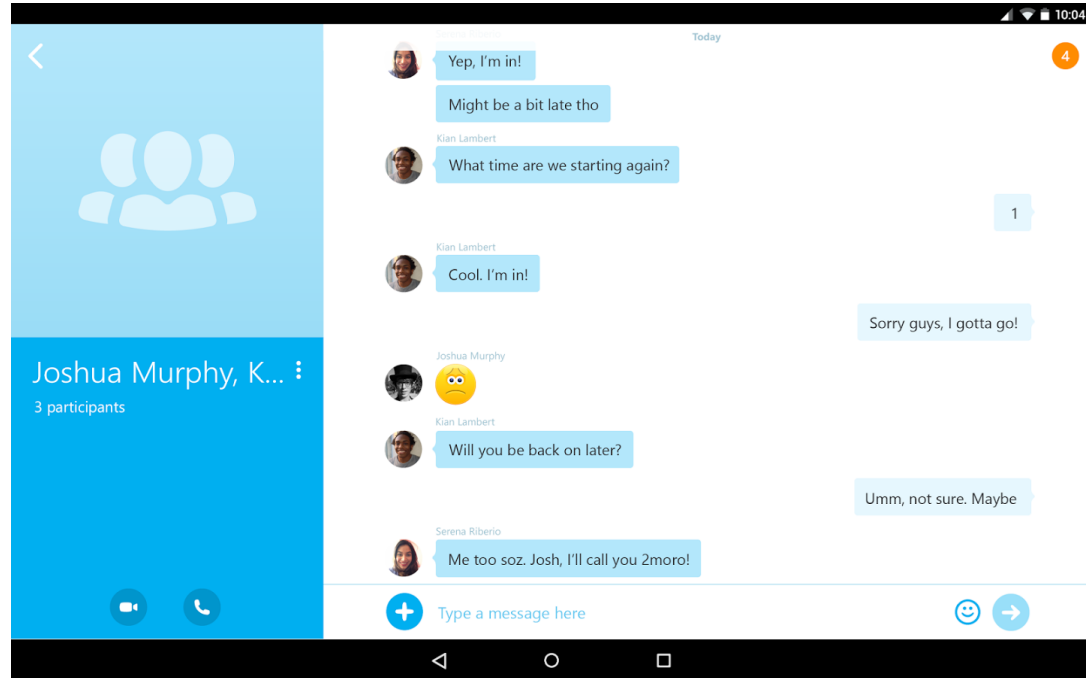 10:04
Today
4
Yep, I'm in!
Might be a bit late tho
Kian Lambert
What time are we starting again?
1
Kian Lambert
Cool. I'm in!
Sorry guys, I gotta go!
Joshua Murphy, K...
3 participants
Joshua Murphy
Kian Lambert
Will you be back on later?
Umm, not sure. Maybe
Serena Riberio
Me too soz. Josh, I'll call you 2moro!
Type a message here